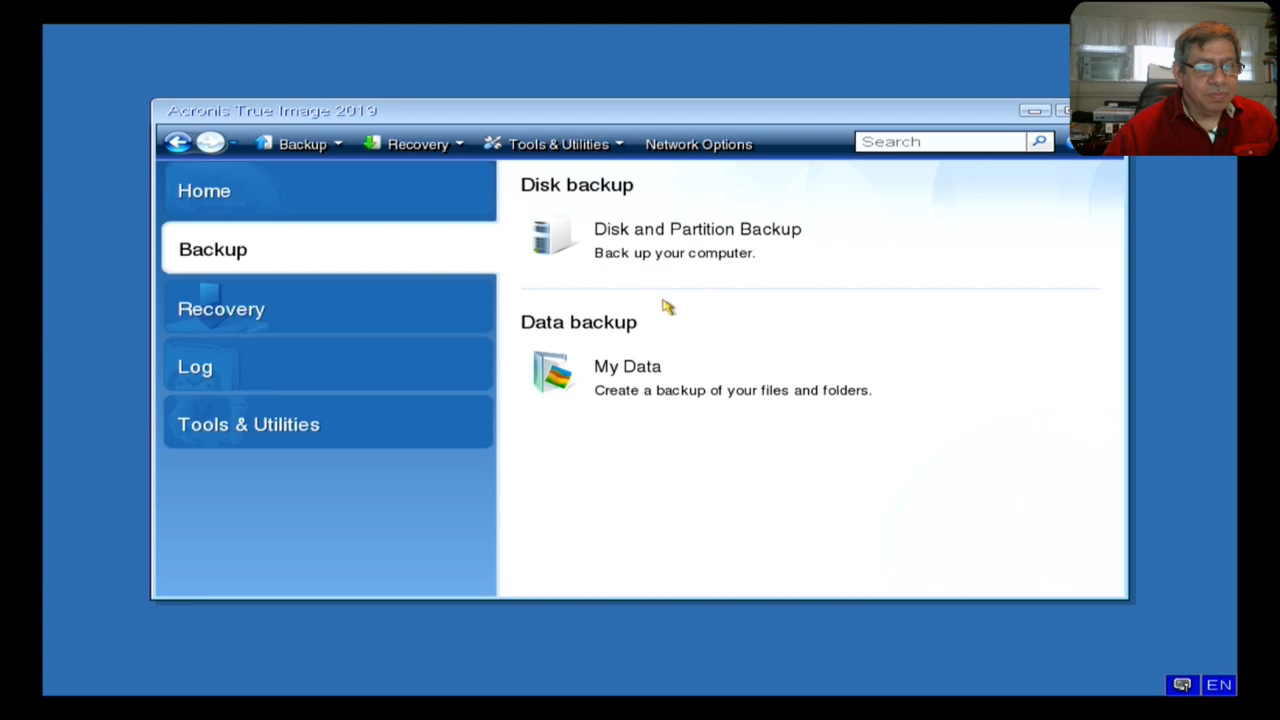 Acronis True Image 2019
Backup Recovery Tools & Utilities Network Options Search
Home
Backup
Recovery
Log
Tools & Utilities
Disk backup
Disk and Partition Backup
Back up your computer.
Data backup
My Data
Create a backup of your files and folders.
EN